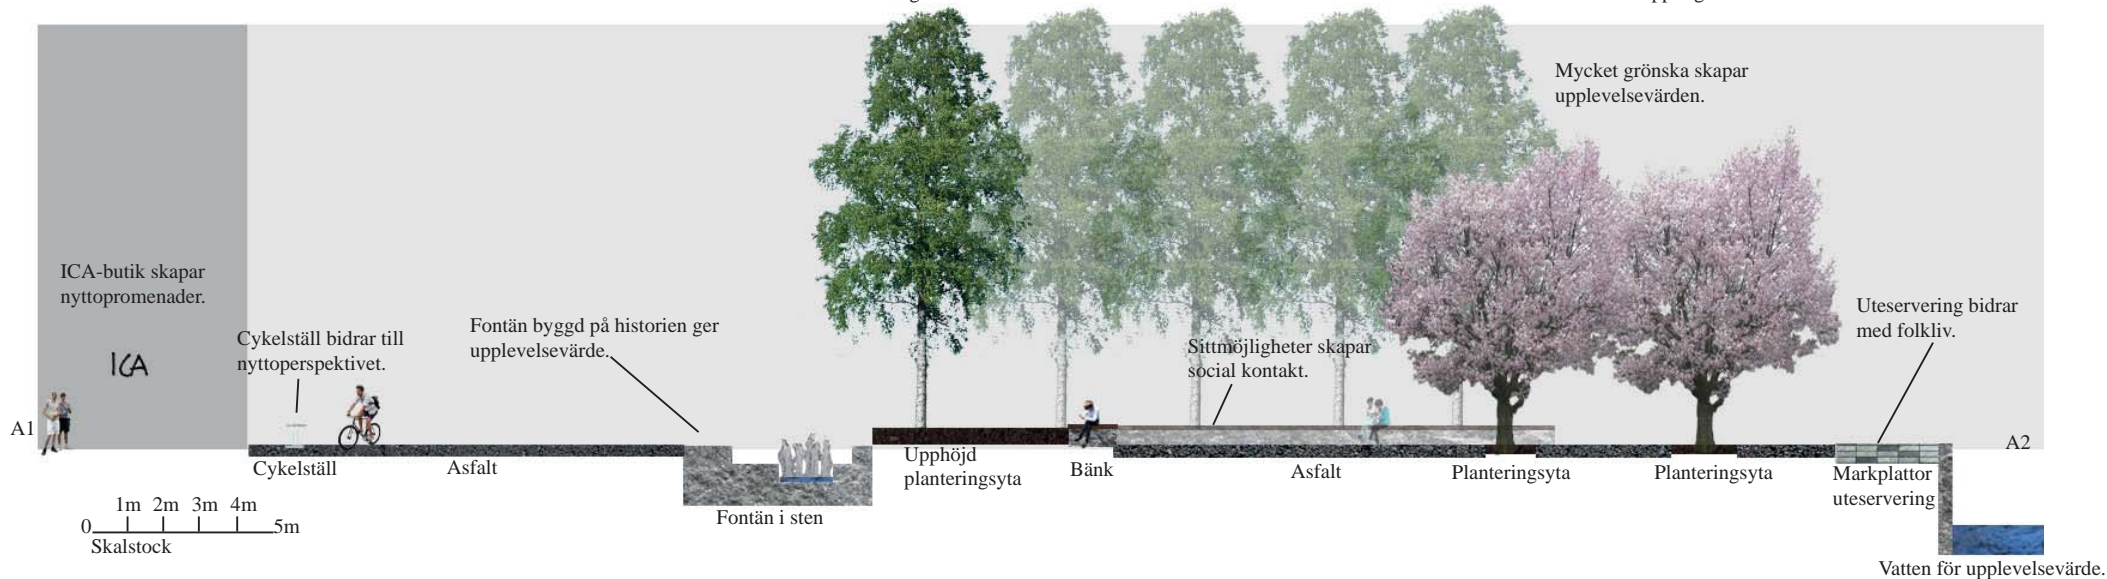 Mycket grönska skapar
upplevelsevärden.
ICA-butik skapar
nyttopromenader.
ICA
Cykelställ bidrar till
nyttoperspektivet.
Fontän byggd på historien ger
upplevelsevärde.
Sittmöjligheter skapar
social kontakt.
Uteservering bidrar
med folkliv.
A1
A2
Cykelställ
Asfalt
Fontän i sten
Upphöjd
planteringsyta
Bänk
Asfalt
Planteringsyta
Planteringsyta
Markplattor
uteservering
1m 2m 3m 4m
0 5m
Skalstock
Vatten för upplevelsevärde.